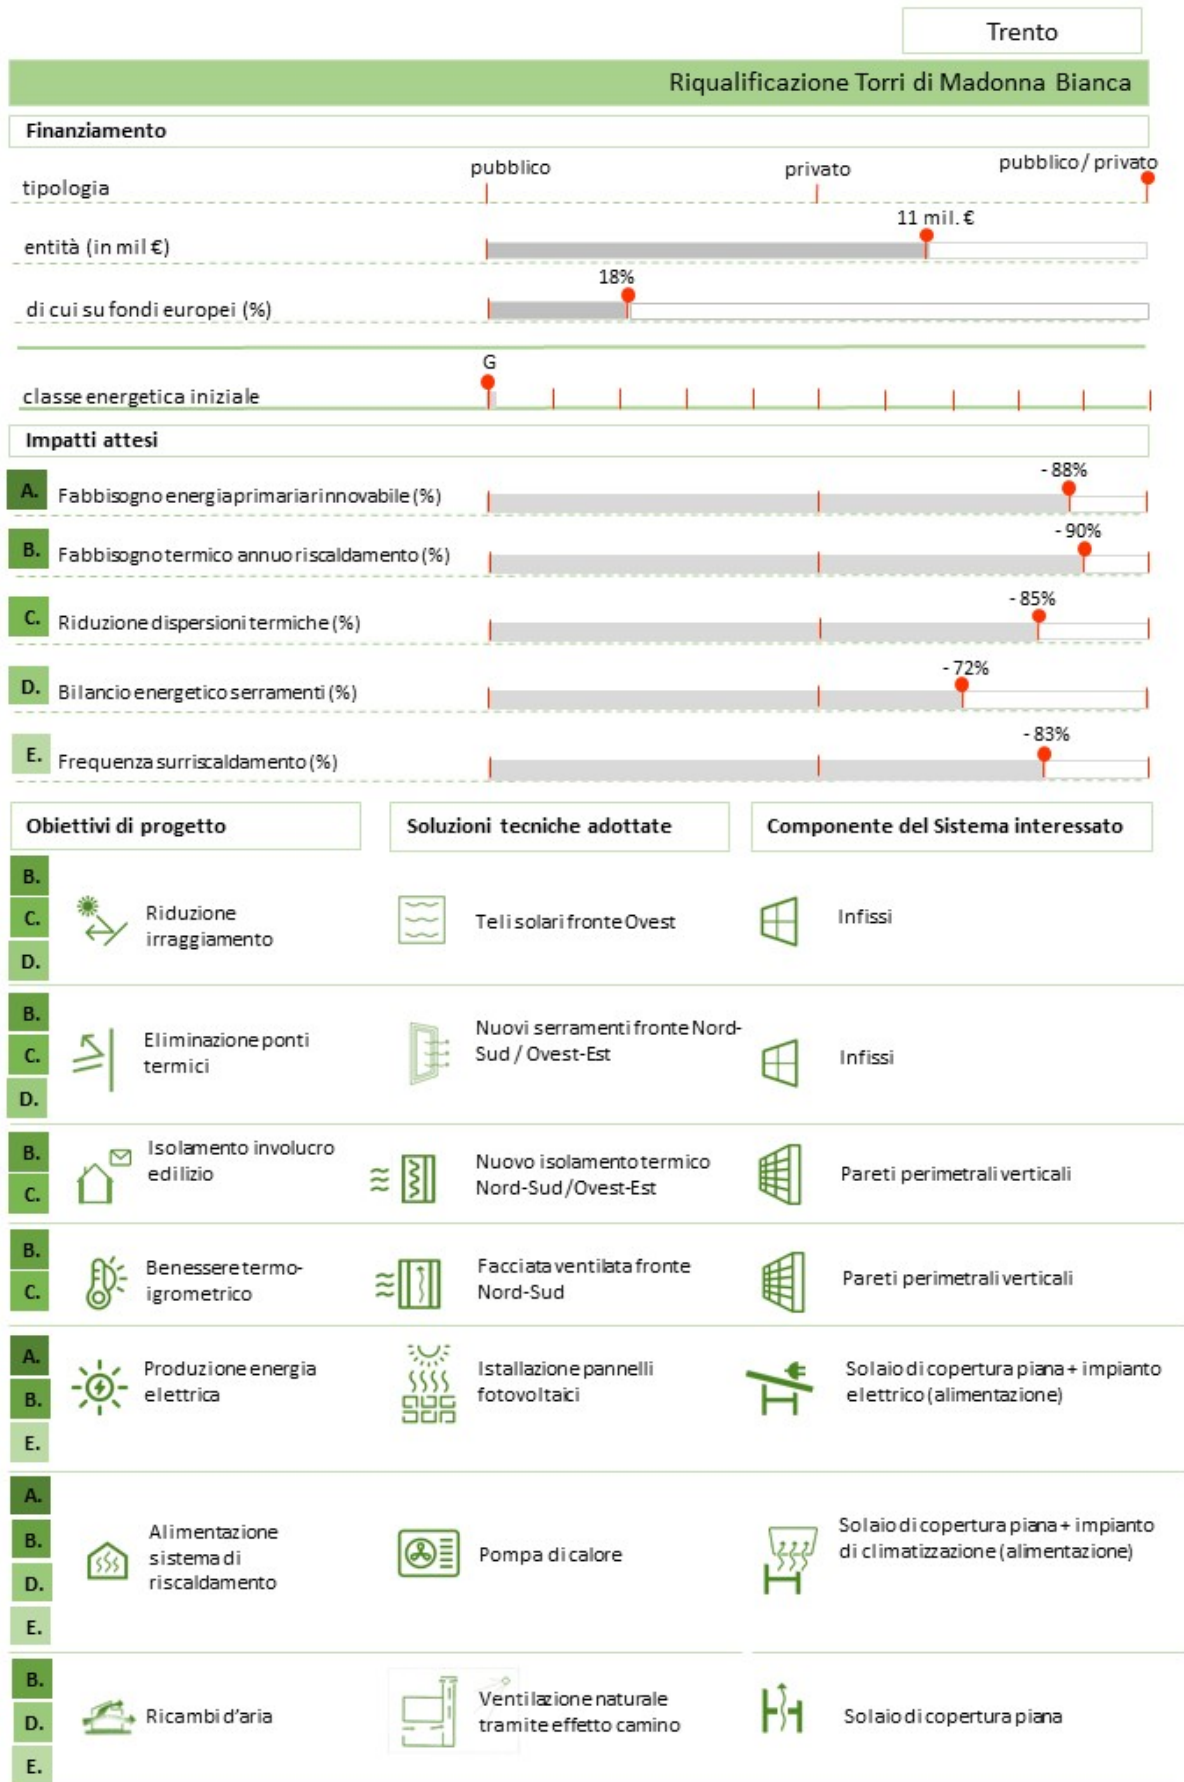 Trento
Riqualificazione Torri di Madonna Bianca
Finanziamento
tipologia
pubblico
privato
pubblico / privato
entità (in mil €)
11 mil. €
di cui su fondi europei (%)
18%
classe energetica iniziale
G
Impatti attesi
A. Fabbisogno energia primaria rinnovabile (%)
- 88%
B. Fabbisogno termico annuo riscaldamento (%)
- 90%
C. Riduzione dispersioni termiche (%)
- 85%
D. Bilancio energetico serramenti (%)
- 72%
E. Frequenza surriscaldamento (%)
- 83%
Obiettivi di progetto
Soluzioni tecniche adottate
Componente del Sistema interessato
B.
C.
D.
Riduzione
irraggiamento
Teli solari fronte Ovest
Infissi
B.
C.
D.
Eliminazione ponti
termici
Nuovi serramenti fronte Nord-
Sud / Ovest-Est
Infissi
B.
C.
Isolamento involucro
edilizio
Nuovo isolamento termico
Nord-Sud/Ovest-Est
Pareti perimetrali verticali
B.
C.
Benessere termo-
igrometrico
Facciata ventilata fronte
Nord-Sud
Pareti perimetrali verticali
A.
B.
E.
Produzione energia
elettrica
Istallazione pannelli
fotovoltaici
Solaio di copertura piana + impianto
elettrico (alimentazione)
A.
B.
D.
E.
Alimentazione
sistema di
riscaldamento
Pompa di calore
Solaio di copertura piana + impianto
di climatizzazione (alimentazione)
B.
D.
E.
Ricambi d'aria
Ventilazione naturale
tramite effetto camino
Solaio di copertura piana